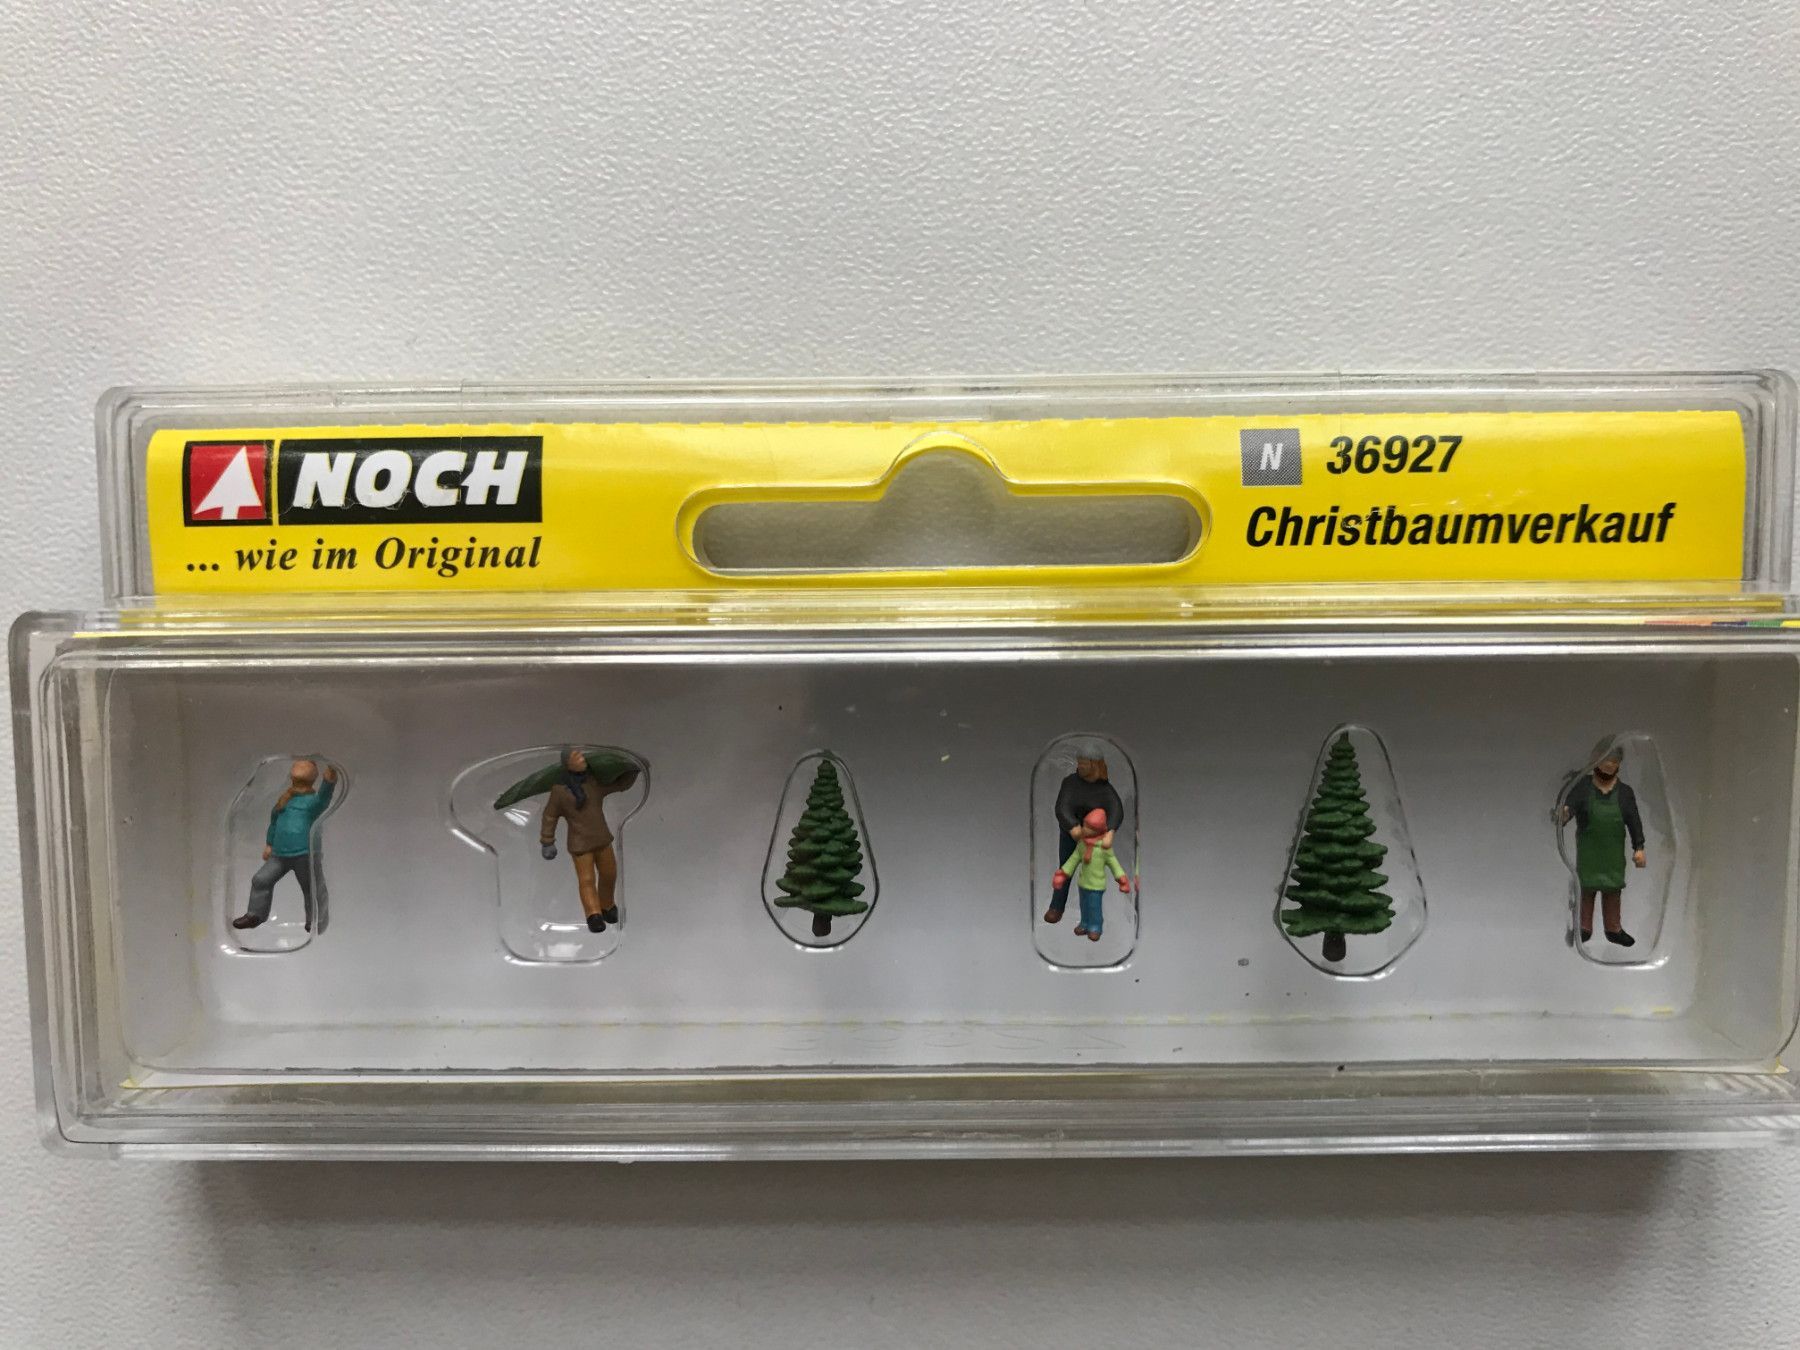 NOCH
... wie im Original
N 36927
Christbaumverkauf